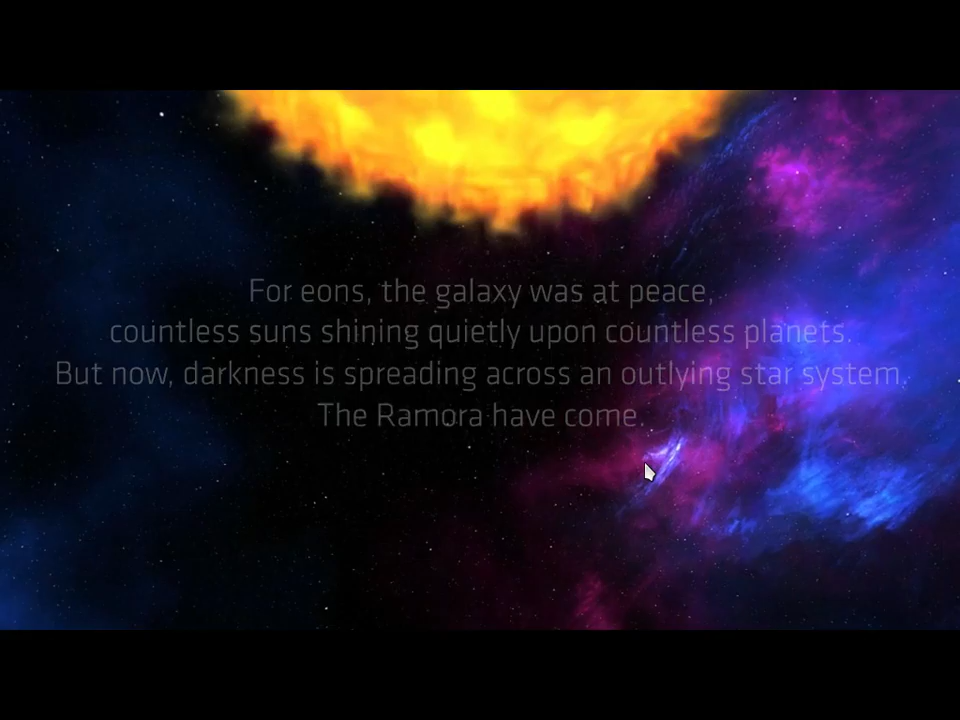 For eons, the galaxy was at peace,
countless suns shining quietly upon countless planets.
But now, darkness is spreading across an outlying star system.
The Ramora have come.